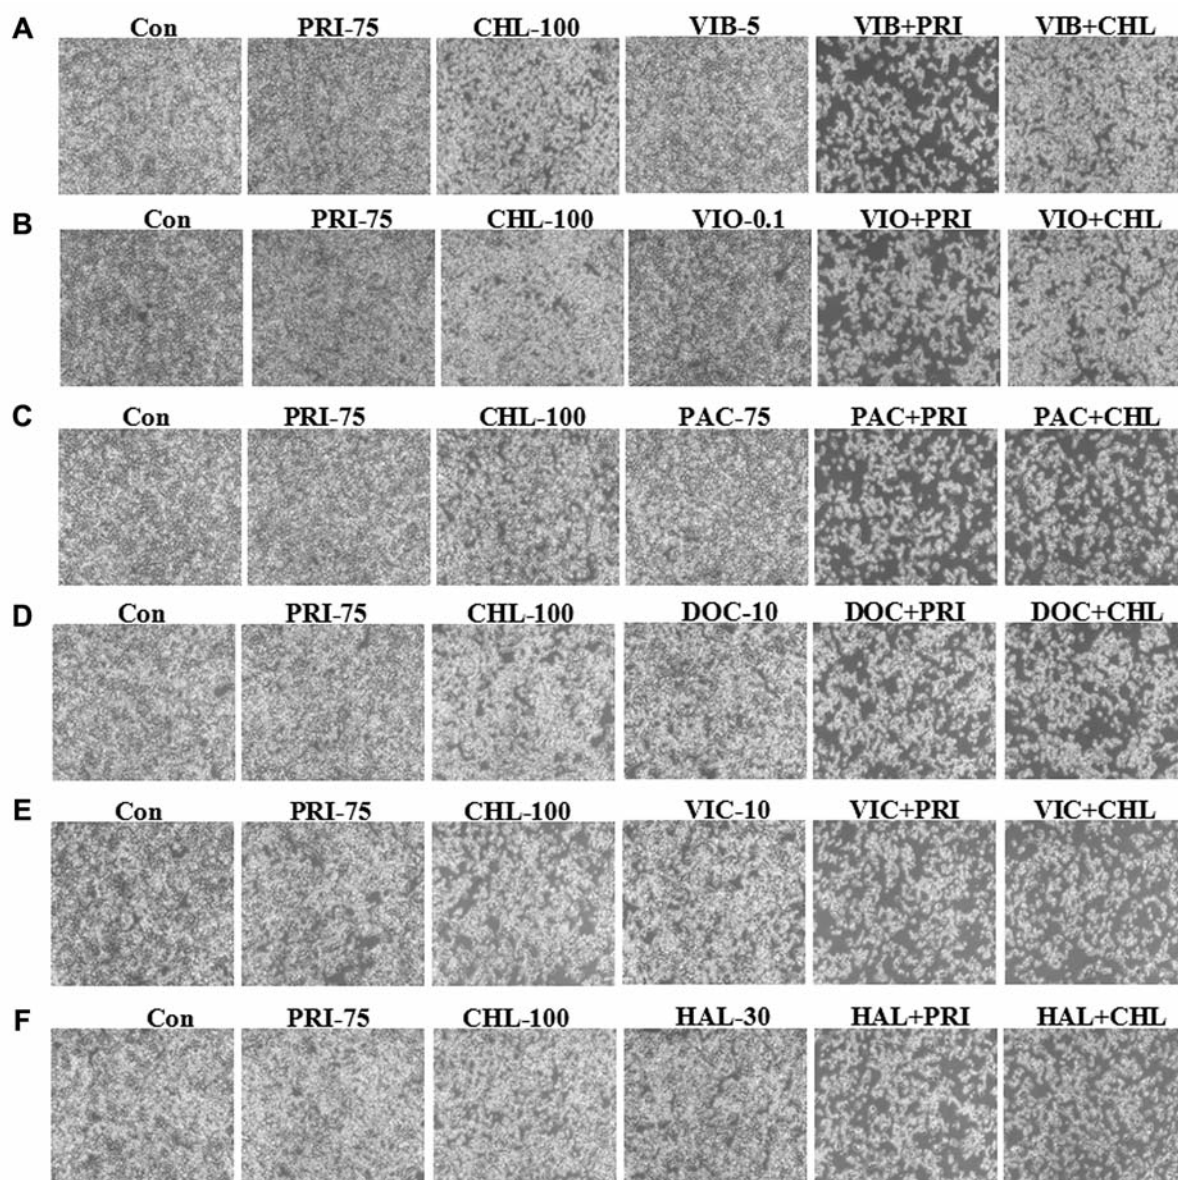 A Con PRI-75 CHL-100 VIB-5 VIB+PRI VIB+CHL
B Con PRI-75 CHL-100 VIO-0.1 VIO+PRI VIO+CHL
C Con PRI-75 CHL-100 PAC-75 PAC+PRI PAC+CHL
D Con PRI-75 CHL-100 DOC-10 DOC+PRI DOC+CHL
E Con PRI-75 CHL-100 VIC-10 VIC+PRI VIC+CHL
F Con PRI-75 CHL-100 HAL-30 HAL+PRI HAL+CHL